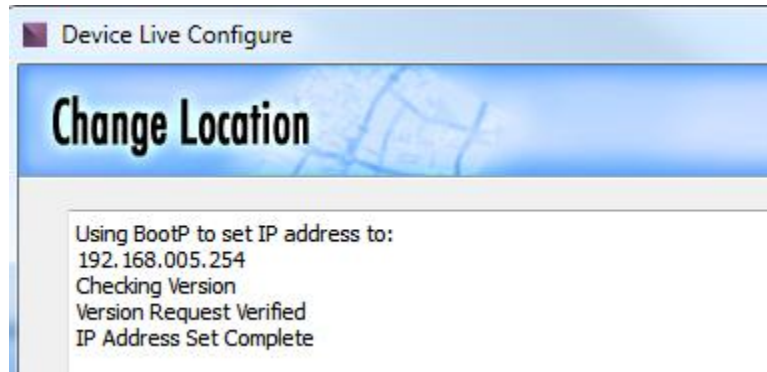 Device Live Configure
Change Location
Using BootP to set IP address to:
192.168.005.254
Checking Version
Version Request Verified
IP Address Set Complete